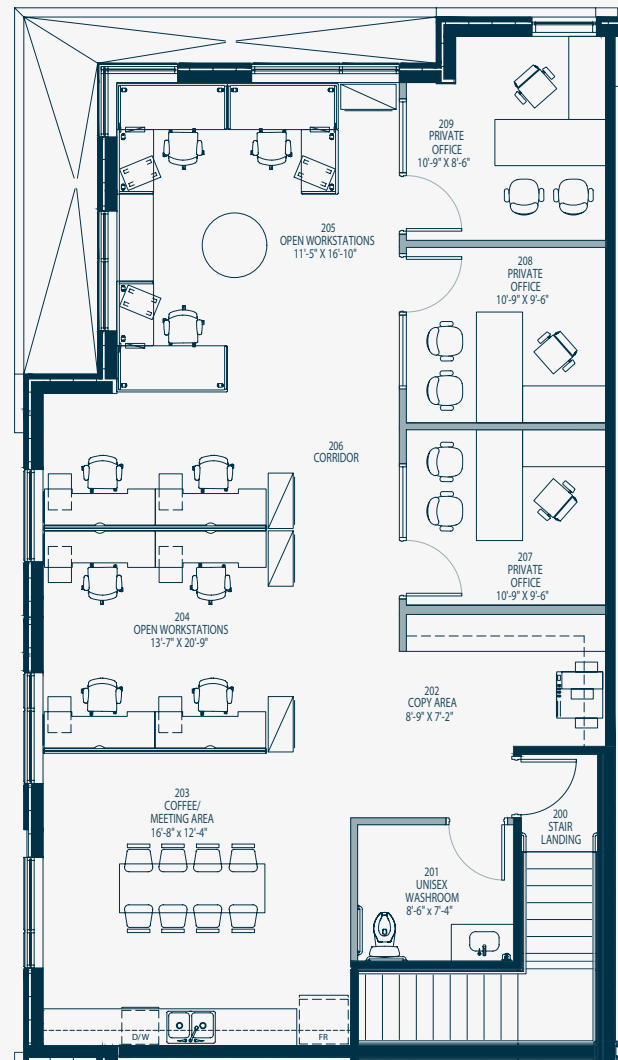 209
PRIVATE
OFFICE
10'-9" X 8'-6"
205
OPEN WORKSTATIONS
11'-5" X 16'-10"
208
PRIVATE
OFFICE
10'-9" X 9'-6"
206
CORRIDOR
207
PRIVATE
OFFICE
10'-9" X 9'-6"
204
OPEN WORKSTATIONS
13'-7" X 20'-9"
202
COPY AREA
8'-9" X 7'-2"
203
COFFEE/
MEETING AREA
16'-8" x 12'-4"
200
STAIR
LANDING
201
UNISEX
WASHROOM
8'-6" x 7'-4"
D/W
FR